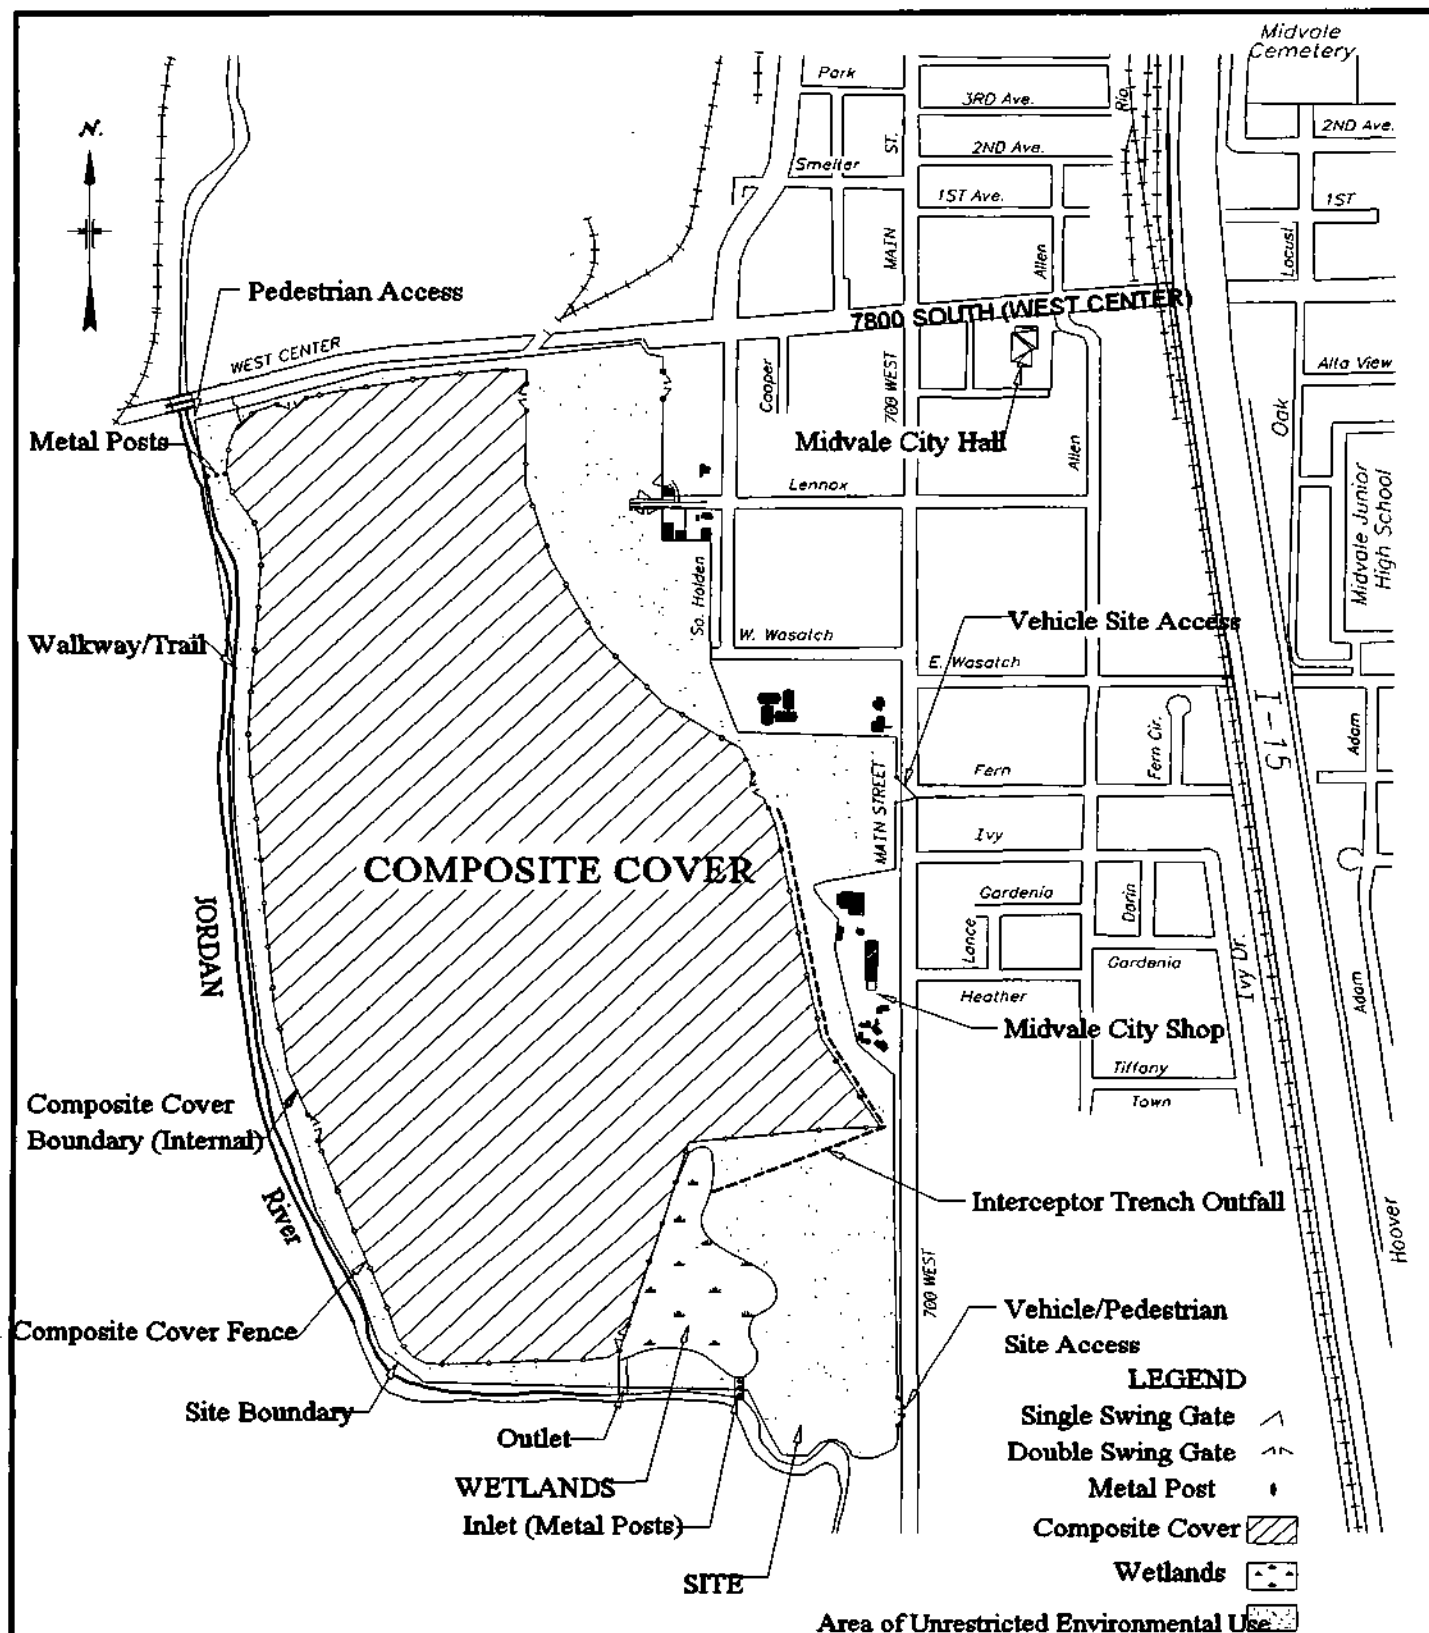 Midvale
Cemetery
Park
3RD Ave.
Rio
2ND Ave.
ST.
2ND Ave.
Smelter
1ST Ave.
1ST
N.
MAIN
Allen
Locust
Pedestrian Access
7800 SOUTH (WEST CENTER)
WEST CENTER
Cooper
700 WEST
Alta View
Metal Posts
Midvale City Hall
Allen
Oak
Lennox
Midvale Junior
High School
So. Holden
Walkway/Trail
W. Wasatch
Vehicle Site Access
E. Wasatch
I-15
Fern
Fern Cir.
Adam
MAIN STREET
Ivy
COMPOSITE COVER
Gardenia
Darin
JORDAN
Lance
Gardenia
Ivy Dr.
Heather
Adam
Midvale City Shop
Tiffany
Town
Composite Cover
Boundary (Internal)
River
Interceptor Trench Outfall
Hoover
700 WEST
Vehicle/Pedestrian
Site Access
Composite Cover Fence
LEGEND
Site Boundary
Single Swing Gate
Outlet
Double Swing Gate
WETLANDS
Metal Post
Inlet (Metal Posts)
Composite Cover
SITE
Wetlands
Area of Unrestricted Environmental Use